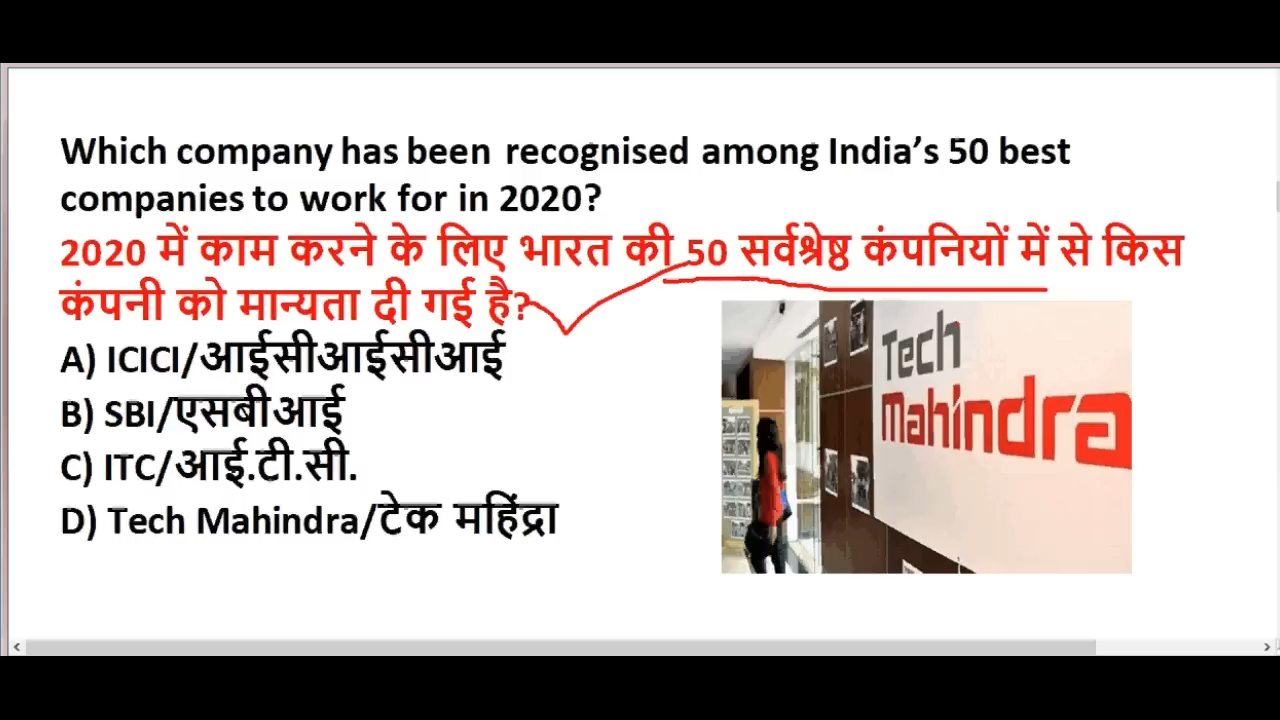 Which company has been recognised among India’s 50 best
companies to work for in 2020?
2020 में काम करने के लिए भारत की 50 सर्वश्रेष्ठ कंपनियों में से किस
कंपनी को मान्यता दी गई है?
A) ICICI/आईसीआईसीआई
B) SBI/एसबीआई
C) ITC/आई.टी.सी.
D) Tech Mahindra/टेक महिंद्रा
Tech
Mahindra